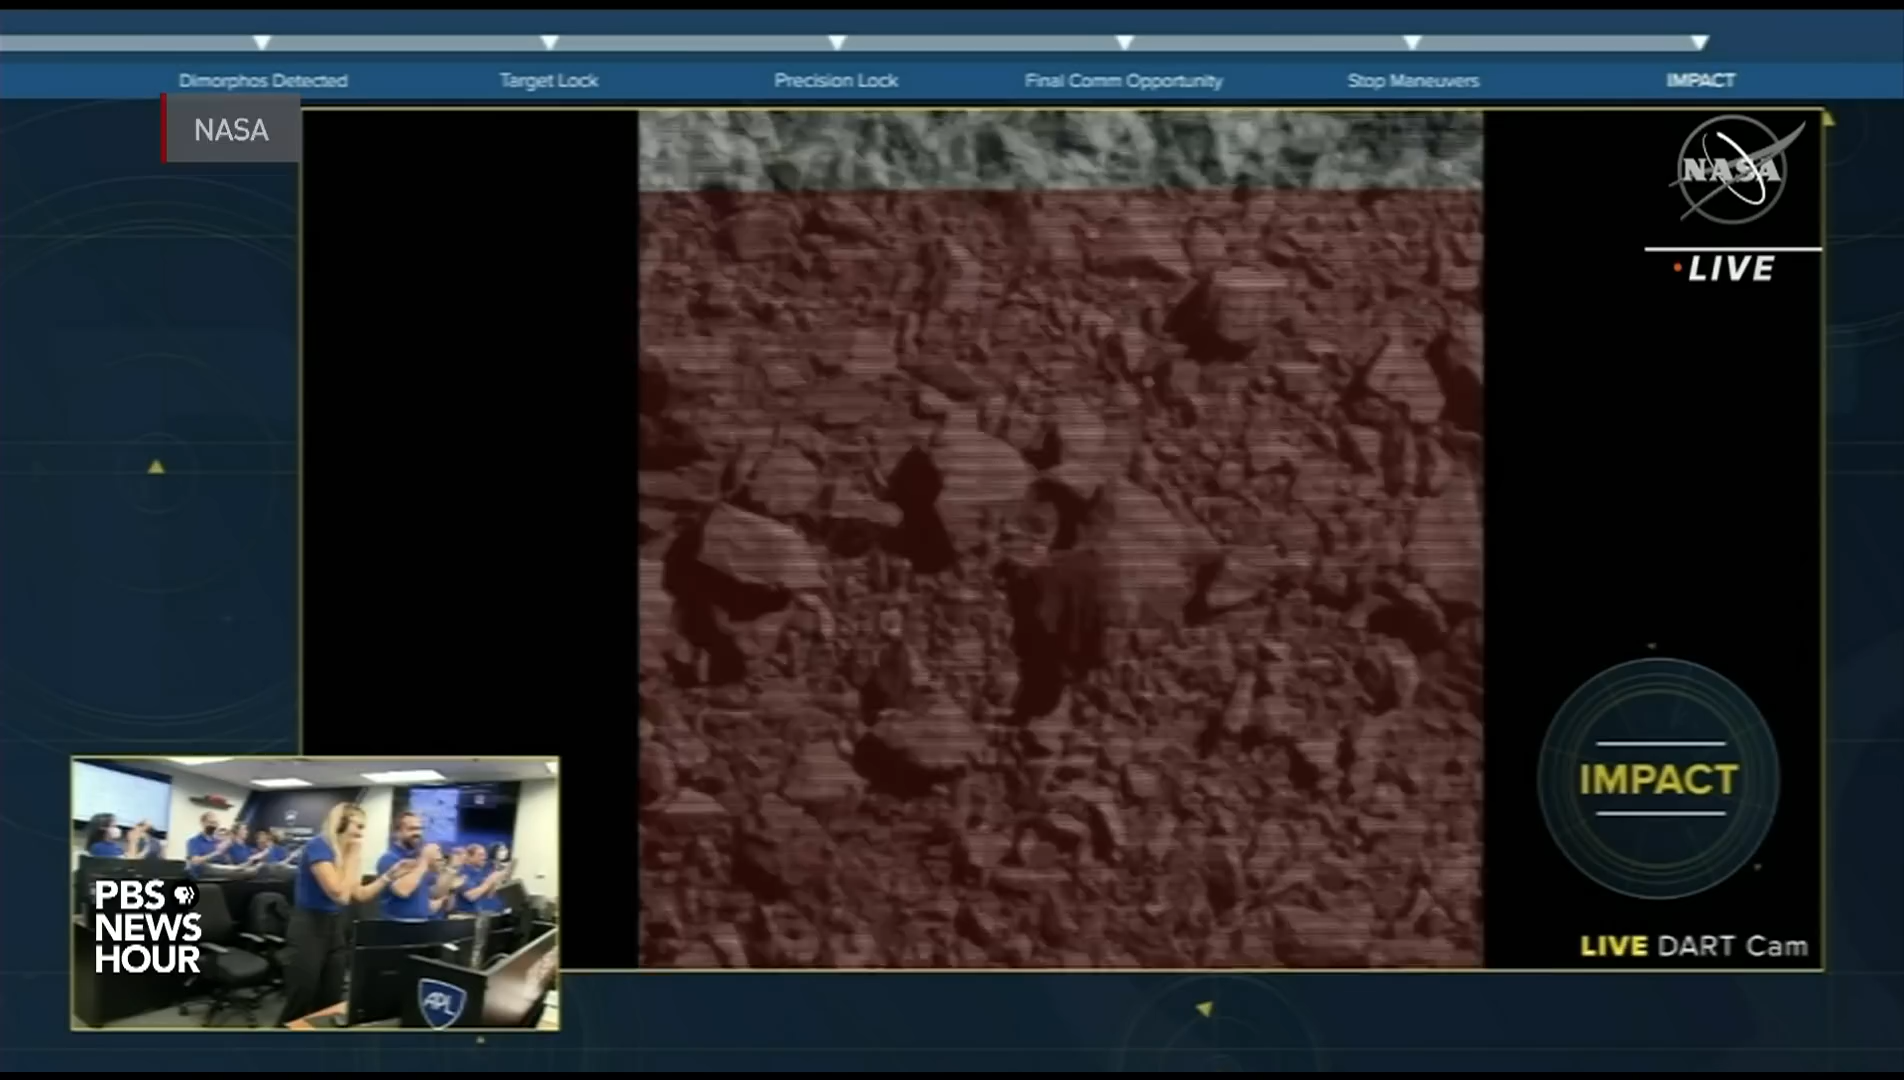 Dimorphos Detected
Target Lock
Precision Lock
Final Comm Opportunity
Stop Maneuvers
IMPACT
NASA
NASA
LIVE
IMPACT
LIVE DART Cam
PBS
NEWS
HOUR
APL